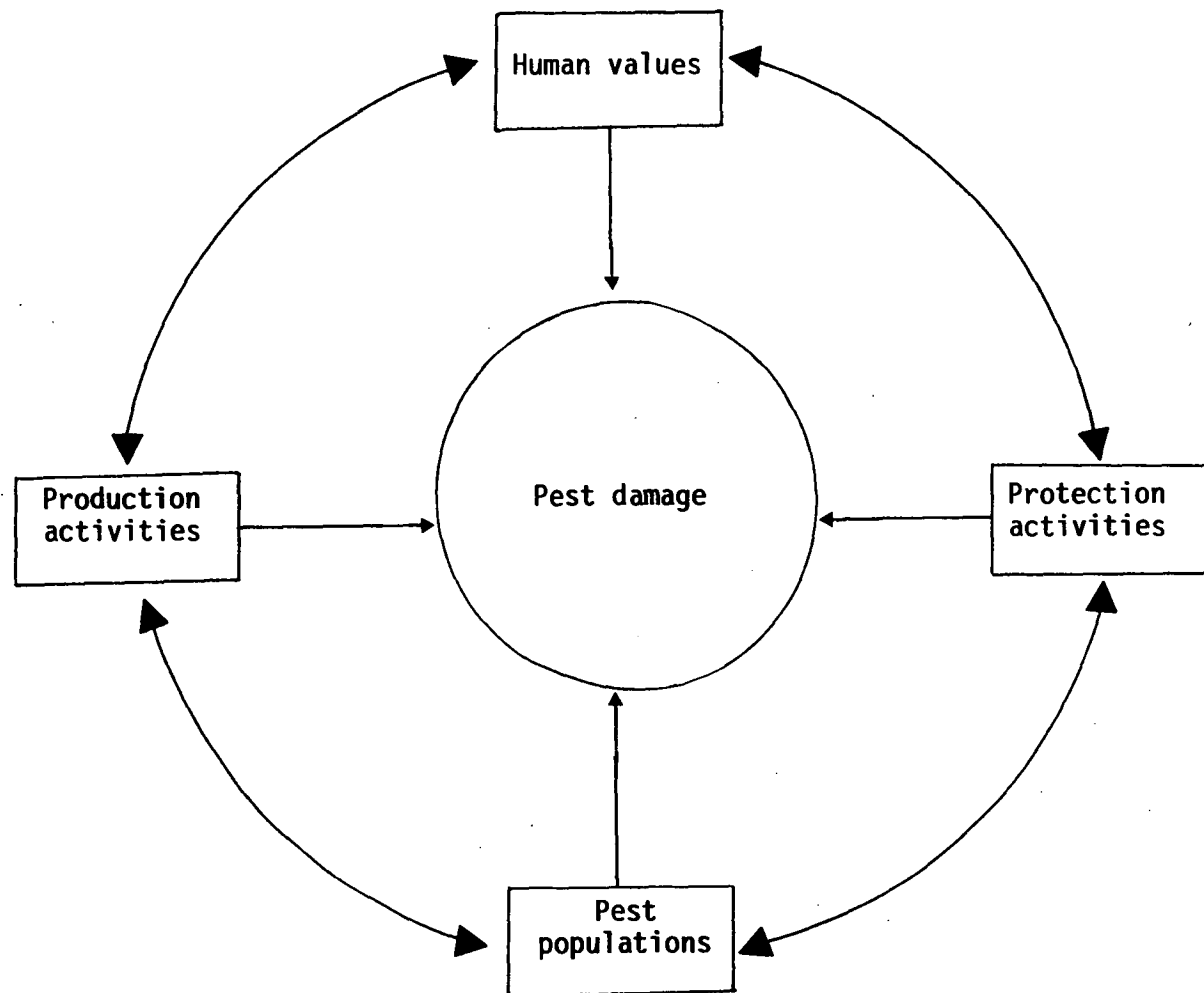 Human values
Production
activities
Pest damage
Protection
activities
Pest
populations